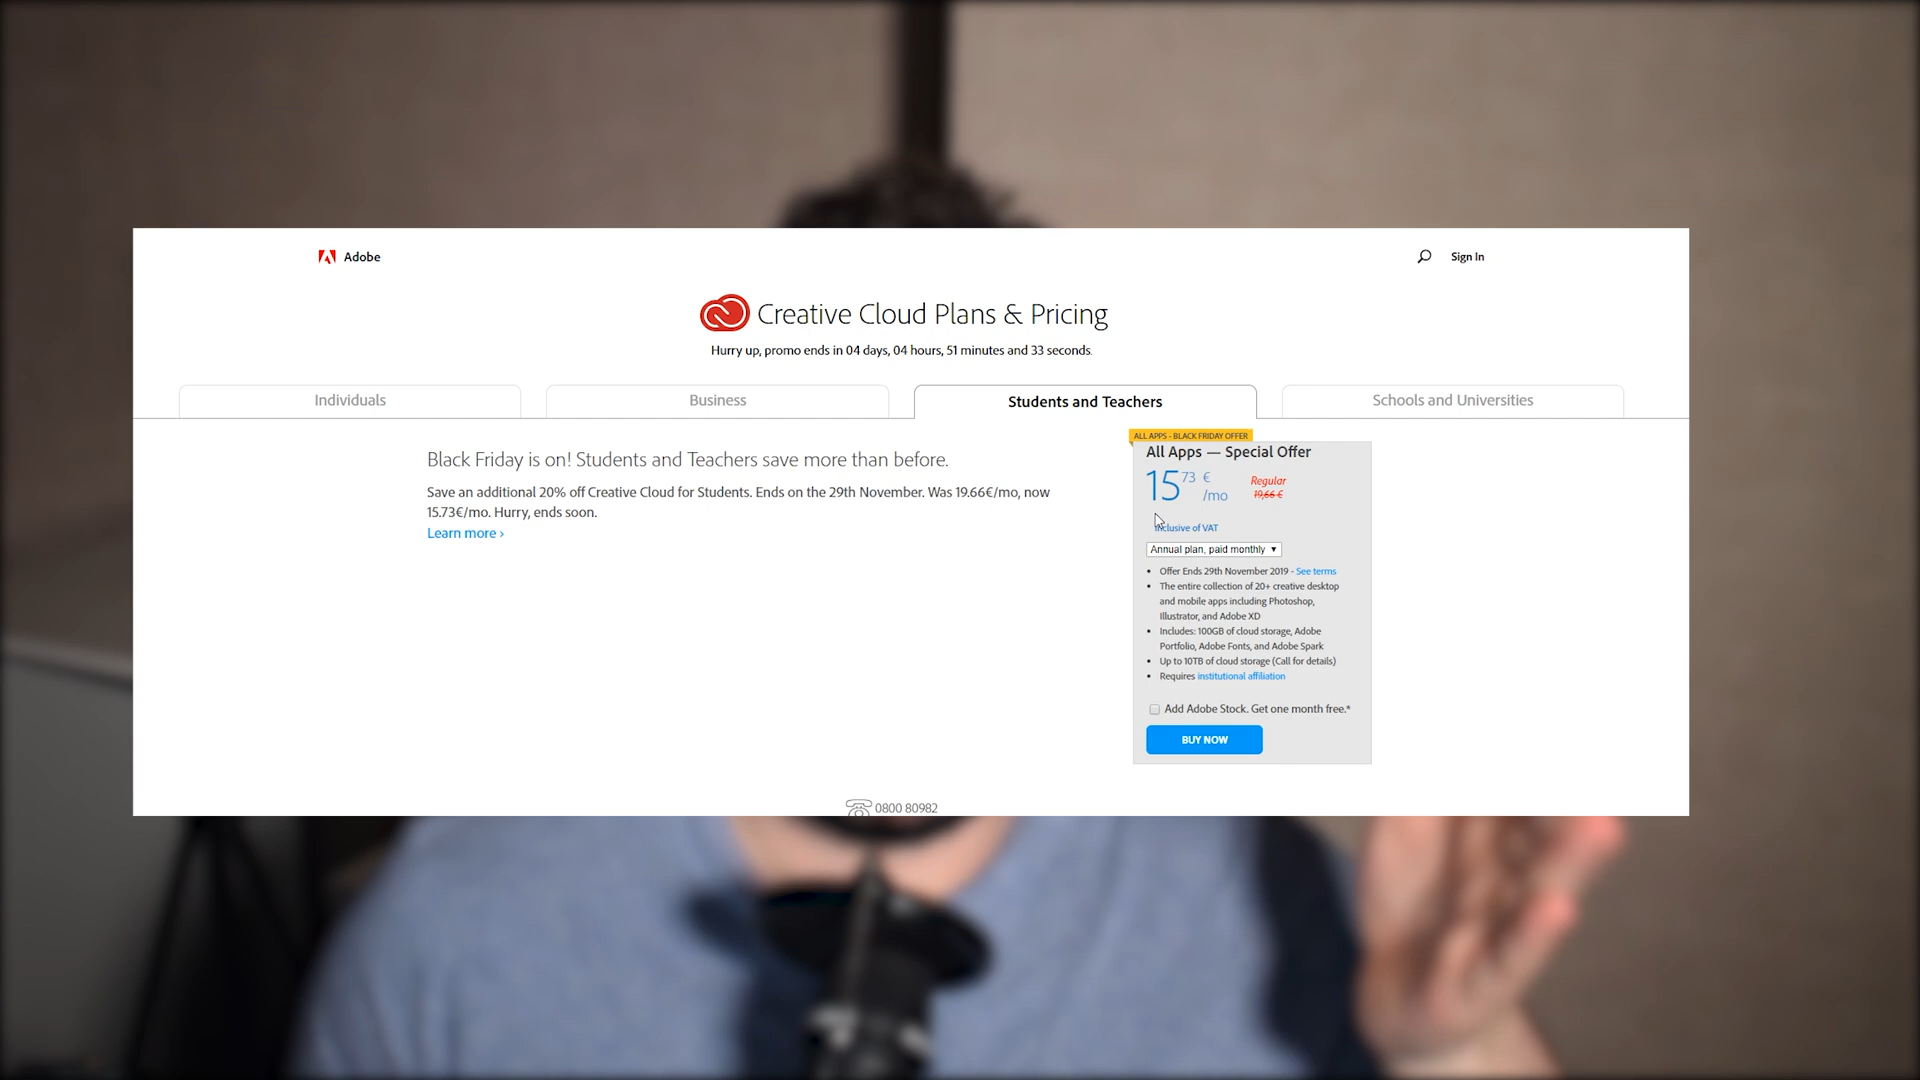 Adobe
Sign In
Creative Cloud Plans & Pricing
Hurry up, promo ends in 04 days, 04 hours, 51 minutes and 33 seconds.
Individuals
Business
Students and Teachers
Schools and Universities
Black Friday is on! Students and Teachers save more than before.
Save an additional 20% off Creative Cloud for Students. Ends on the 29th November. Was 19.66€/mo, now
15.73€/mo. Hurry, ends soon.
Learn more ›
ALL APPS - BLACK FRIDAY OFFER
All Apps — Special Offer
15 73 € /mo
Regular
19,66 €
Inclusive of VAT
Annual plan, paid monthly ▼
• Offer Ends 29th November 2019 - See terms
• The entire collection of 20+ creative desktop
and mobile apps including Photoshop,
Illustrator, and Adobe XD
• Includes: 100GB of cloud storage, Adobe
Portfolio, Adobe Fonts, and Adobe Spark
• Up to 10TB of cloud storage (Call for details)
• Requires institutional affiliation
Add Adobe Stock. Get one month free.*
BUY NOW
0800 80982